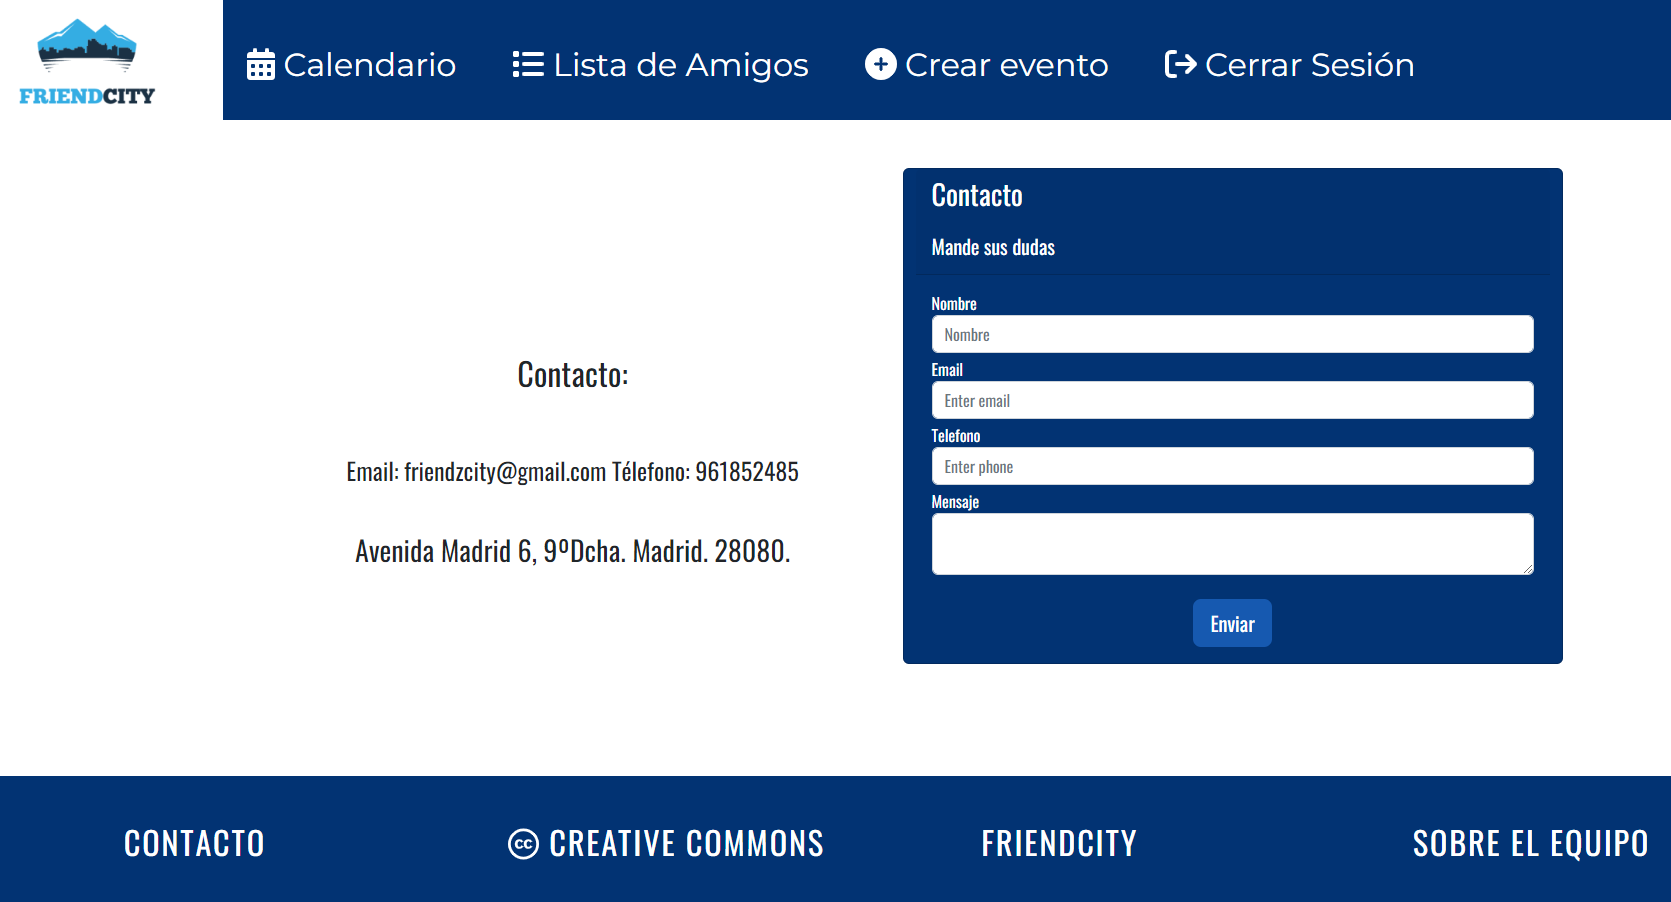 FRIENDCITY
Calendario
Lista de Amigos
Crear evento
Cerrar Sesión
Contacto:
Email: friendzcity@gmail.com Télefono: 961852485
Avenida Madrid 6, 9ºDcha. Madrid. 28080.
Contacto
Mande sus dudas
Nombre
Nombre
Email
Enter email
Telefono
Enter phone
Mensaje
Enviar
CONTACTO
cc CREATIVE COMMONS
FRIENDCITY
SOBRE EL EQUIPO